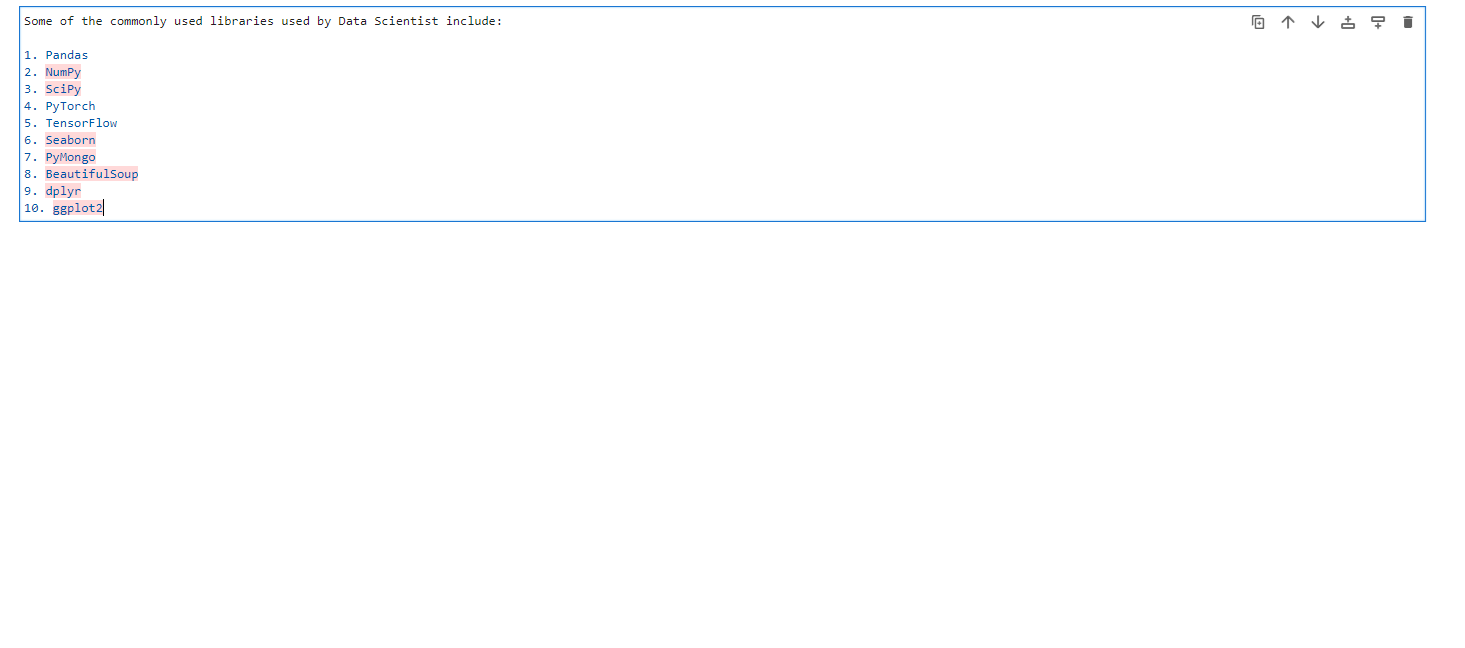 Some of the commonly used libraries used by Data Scientist include:
1. Pandas
2. NumPy
3. SciPy
4. PyTorch
5. TensorFlow
6. Seaborn
7. PyMongo
8. BeautifulSoup
9. dplyr
10. ggplot2